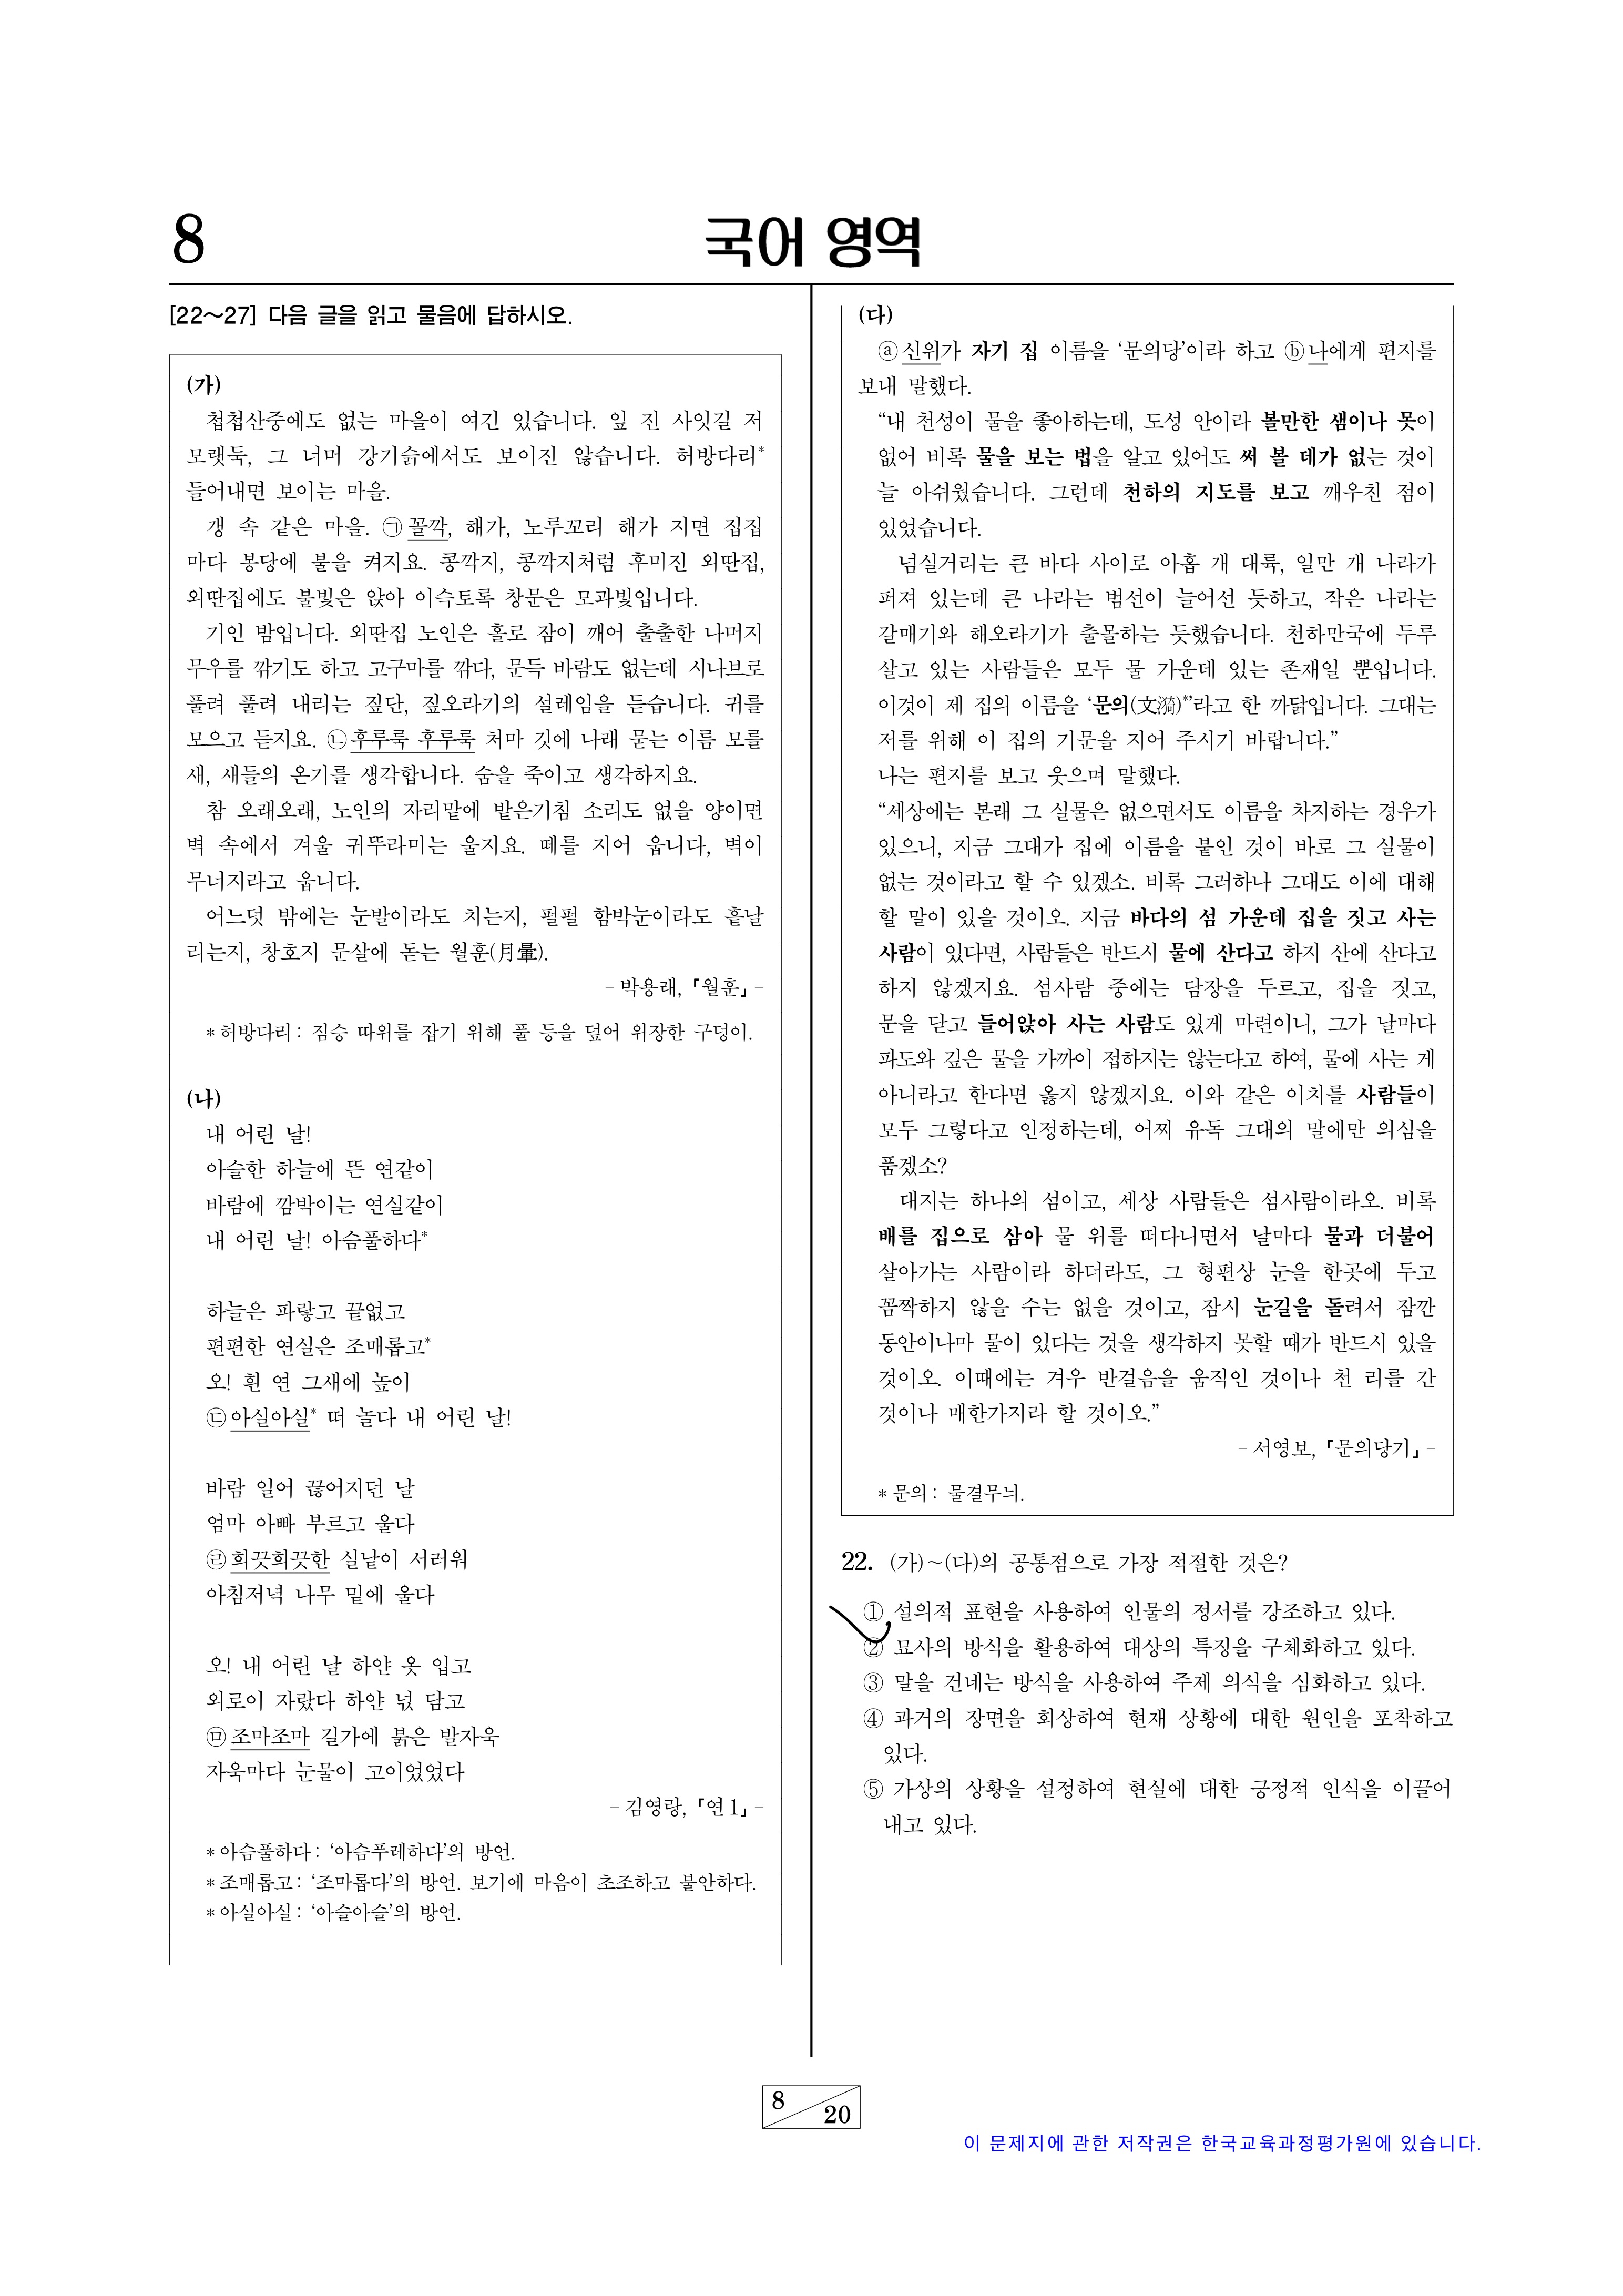 8
국어 영역
[22～27] 다음 글을 읽고 물음에 답하시오.
(가)
첩첩산중에도 없는 마을이 여긴 있습니다. 잎 진 사잇길 저
모랫둑, 그 너머 강기슭에서도 보이진 않습니다. 허방다리*
들어내면 보이는 마을.
갱 속 같은 마을. ㉠꼴깍, 해가, 노루꼬리 해가 지면 집집
마다 봉당에 불을 켜지요. 콩깍지, 콩깍지처럼 후미진 외딴집,
외딴집에도 불빛은 앉아 이슥토록 창문은 모과빛입니다.
기인 밤입니다. 외딴집 노인은 홀로 잠이 깨어 출출한 나머지
무우를 깎기도 하고 고구마를 깎다, 문득 바람도 없는데 시나브로
풀려 풀려 내리는 짚단, 짚오라기의 설레임을 듣습니다. 귀를
모으고 듣지요. ㉡후루룩 후루룩 처마 깃에 나래 묻는 이름 모를
새, 새들의 온기를 생각합니다. 숨을 죽이고 생각하지요.
참 오래오래, 노인의 자리맡에 밭은기침 소리도 없을 양이면
벽 속에서 겨울 귀뚜라미는 울지요. 떼를 지어 웁니다, 벽이
무너지라고 웁니다.
어느덧 밖에는 눈발이라도 치는지, 펄펄 함박눈이라도 흩날
리는지, 창호지 문살에 돋는 월훈(月暈).
- 박용래, 「월훈」 -
* 허방다리 : 짐승 따위를 잡기 위해 풀 등을 덮어 위장한 구덩이.
(나)
내 어린 날!
아슬한 하늘에 뜬 연같이
바람에 깜박이는 연실같이
내 어린 날! 아슴풀하다*
하늘은 파랗고 끝없고
편편한 연실은 조매롭고*
오! 흰 연 그새에 높이
㉢아실아실* 떠 놀다 내 어린 날!
바람 일어 끊어지던 날
엄마 아빠 부르고 울다
㉣희끗희끗한 실낱이 서러워
아침저녁 나무 밑에 울다
오! 내 어린 날 하얀 옷 입고
외로이 자랐다 하얀 넋 담고
㉤조마조마 길가에 붉은 발자욱
자욱마다 눈물이 고이었었다
- 김영랑, 「연 1」 -
* 아슴풀하다 : ‘아슴푸레하다’의 방언.
* 조매롭고 : ‘조마롭다’의 방언. 보기에 마음이 초조하고 불안하다.
* 아실아실 : ‘아슬아슬’의 방언.
(다)
ⓐ신위가 자기 집 이름을 ‘문의당’이라 하고 ⓑ나에게 편지를
보내 말했다.
“내 천성이 물을 좋아하는데, 도성 안이라 볼만한 샘이나 못이
없어 비록 물을 보는 법을 알고 있어도 써 볼 데가 없는 것이
늘 아쉬웠습니다. 그런데 천하의 지도를 보고 깨우친 점이
있었습니다.
넘실거리는 큰 바다 사이로 아홉 개 대륙, 일만 개 나라가
퍼져 있는데 큰 나라는 범선이 늘어선 듯하고, 작은 나라는
갈매기와 해오라기가 출몰하는 듯했습니다. 천하만국에 두루
살고 있는 사람들은 모두 물 가운데 있는 존재일 뿐입니다.
이것이 제 집의 이름을 ‘문의(文漪)*’라고 한 까닭입니다. 그대는
저를 위해 이 집의 기문을 지어 주시기 바랍니다.”
나는 편지를 보고 웃으며 말했다.
“세상에는 본래 그 실물은 없으면서도 이름을 차지하는 경우가
있으니, 지금 그대가 집에 이름을 붙인 것이 바로 그 실물이
없는 것이라고 할 수 있겠소. 비록 그러하나 그대도 이에 대해
할 말이 있을 것이오. 지금 바다의 섬 가운데 집을 짓고 사는
사람이 있다면, 사람들은 반드시 물에 산다고 하지 산에 산다고
하지 않겠지요. 섬사람 중에는 담장을 두르고, 집을 짓고,
문을 닫고 들어앉아 사는 사람도 있게 마련이니, 그가 날마다
파도와 깊은 물을 가까이 접하지는 않는다고 하여, 물에 사는 게
아니라고 한다면 옳지 않겠지요. 이와 같은 이치를 사람들이
모두 그렇다고 인정하는데, 어찌 유독 그대의 말에만 의심을
품겠소?
대지는 하나의 섬이고, 세상 사람들은 섬사람이라오. 비록
배를 집으로 삼아 물 위를 떠다니면서 날마다 물과 더불어
살아가는 사람이라 하더라도, 그 형편상 눈을 한곳에 두고
꼼짝하지 않을 수는 없을 것이고, 잠시 눈길을 돌려서 잠깐
동안이나마 물이 있다는 것을 생각하지 못할 때가 반드시 있을
것이오. 이때에는 겨우 반걸음을 움직인 것이나 천 리를 간
것이나 매한가지라 할 것이오.”
- 서영보, 「문의당기」 -
* 문의 : 물결무늬.
22. (가)～(다)의 공통점으로 가장 적절한 것은?
① 설의적 표현을 사용하여 인물의 정서를 강조하고 있다.
② 묘사의 방식을 활용하여 대상의 특징을 구체화하고 있다.
③ 말을 건네는 방식을 사용하여 주제 의식을 심화하고 있다.
④ 과거의 장면을 회상하여 현재 상황에 대한 원인을 포착하고
있다.
⑤ 가상의 상황을 설정하여 현실에 대한 긍정적 인식을 이끌어
내고 있다.
8
20
이 문제지에 관한 저작권은 한국교육과정평가원에 있습니다.